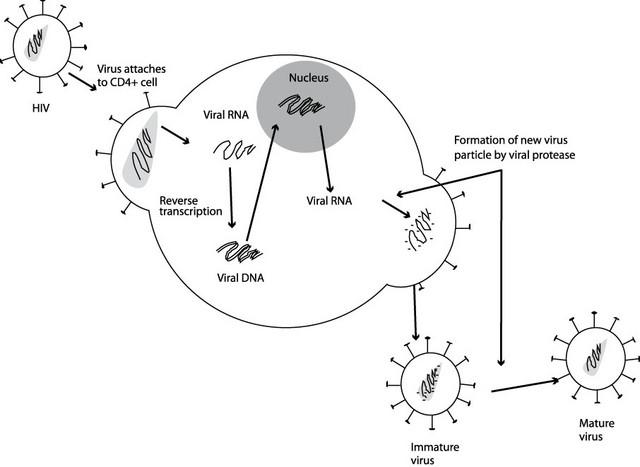 HIV
Virus attaches
to CD4+ cell
Nucleus
Viral RNA
Reverse
transcription
Viral DNA
Viral RNA
Formation of new virus
particle by viral protease
Immature
virus
Mature
virus